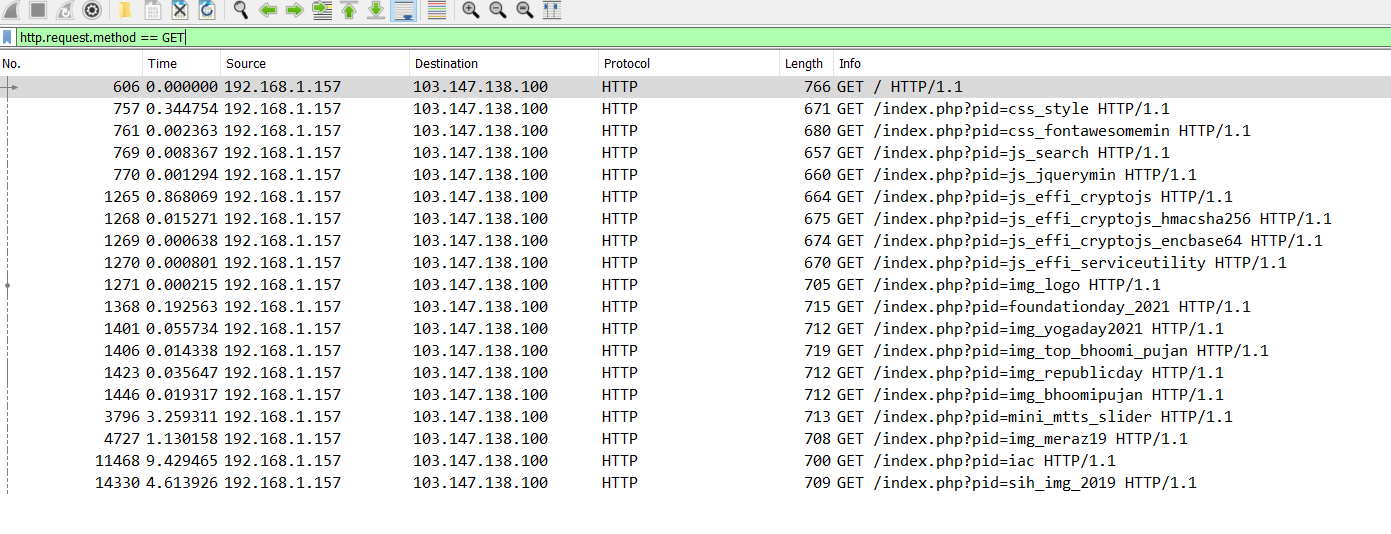 http.request.method == GET
No. Time Source Destination Protocol Length Info
606 0.000000 192.168.1.157 103.147.138.100 HTTP 766 GET / HTTP/1.1
757 0.344754 192.168.1.157 103.147.138.100 HTTP 671 GET /index.php?pid=css_style HTTP/1.1
761 0.002363 192.168.1.157 103.147.138.100 HTTP 680 GET /index.php?pid=css_fontawesomemin HTTP/1.1
769 0.008367 192.168.1.157 103.147.138.100 HTTP 657 GET /index.php?pid=js_search HTTP/1.1
770 0.001294 192.168.1.157 103.147.138.100 HTTP 660 GET /index.php?pid=js_jquerymin HTTP/1.1
1265 0.868069 192.168.1.157 103.147.138.100 HTTP 664 GET /index.php?pid=js_effi_cryptojs HTTP/1.1
1268 0.015271 192.168.1.157 103.147.138.100 HTTP 675 GET /index.php?pid=js_effi_cryptojs_hmacsha256 HTTP/1.1
1269 0.000638 192.168.1.157 103.147.138.100 HTTP 674 GET /index.php?pid=js_effi_cryptojs_encbase64 HTTP/1.1
1270 0.000801 192.168.1.157 103.147.138.100 HTTP 670 GET /index.php?pid=js_effi_serviceutility HTTP/1.1
1271 0.000215 192.168.1.157 103.147.138.100 HTTP 705 GET /index.php?pid=img_logo HTTP/1.1
1368 0.192563 192.168.1.157 103.147.138.100 HTTP 715 GET /index.php?pid=foundationday_2021 HTTP/1.1
1401 0.055734 192.168.1.157 103.147.138.100 HTTP 712 GET /index.php?pid=img_yogaday2021 HTTP/1.1
1406 0.014338 192.168.1.157 103.147.138.100 HTTP 719 GET /index.php?pid=img_top_bhoomi_pujan HTTP/1.1
1423 0.035647 192.168.1.157 103.147.138.100 HTTP 712 GET /index.php?pid=img_republicday HTTP/1.1
1446 0.019317 192.168.1.157 103.147.138.100 HTTP 712 GET /index.php?pid=img_bhoomipujan HTTP/1.1
3796 3.259311 192.168.1.157 103.147.138.100 HTTP 713 GET /index.php?pid=mini_mtts_slider HTTP/1.1
4727 1.130158 192.168.1.157 103.147.138.100 HTTP 708 GET /index.php?pid=img_meraz19 HTTP/1.1
11468 9.429465 192.168.1.157 103.147.138.100 HTTP 700 GET /index.php?pid=iac HTTP/1.1
14330 4.613926 192.168.1.157 103.147.138.100 HTTP 709 GET /index.php?pid=sih_img_2019 HTTP/1.1